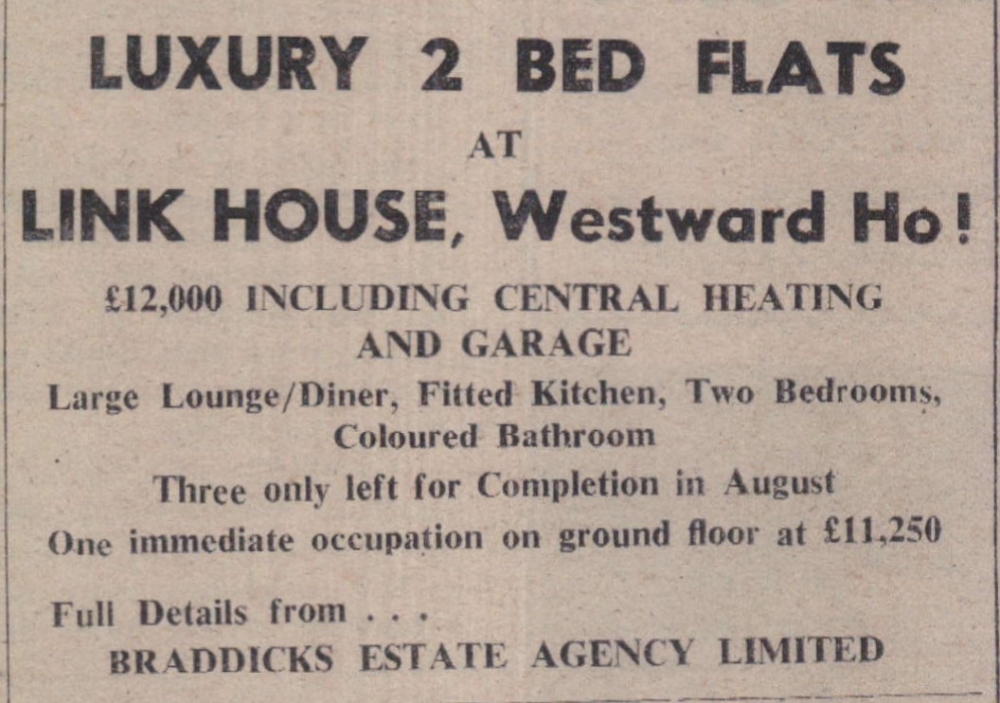 LUXURY 2 BED FLATS
AT
LINK HOUSE, Westward Ho!
£12,000 INCLUDING CENTRAL HEATING
AND GARAGE
Large Lounge/Diner, Fitted Kitchen, Two Bedrooms,
Coloured Bathroom
Three only left for Completion in August
One immediate occupation on ground floor at £11,250
Full Details from . . .
BRADDICKS ESTATE AGENCY LIMITED